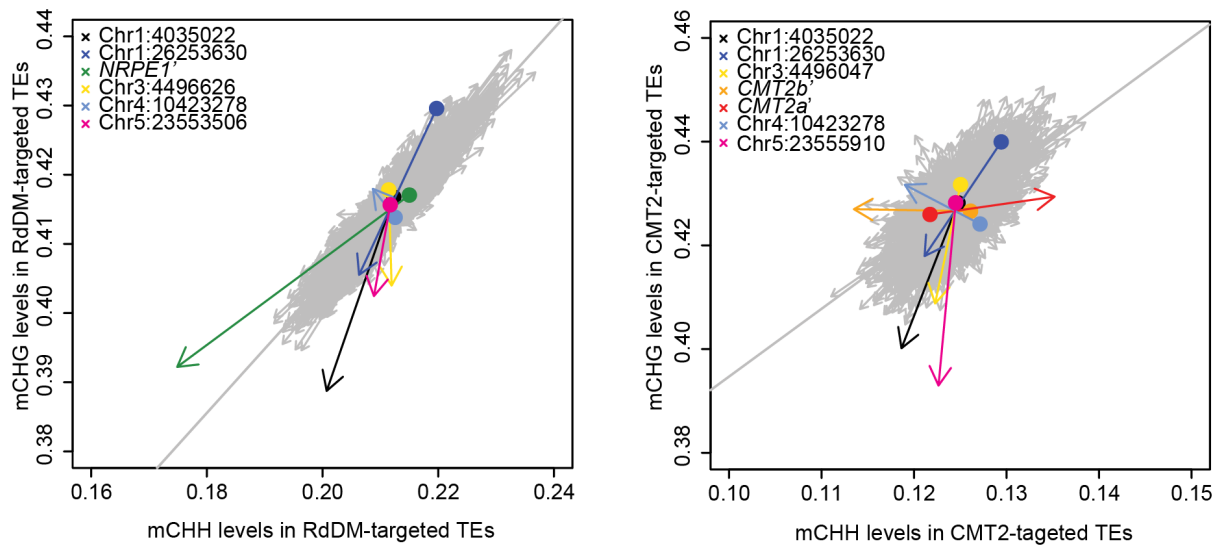 0.44
0.43
0.42
0.41
0.40
0.39
0.38
mCHG levels in RdDM-targeted TEs
Chr1:4035022
Chr1:26253630
NRPE1'
Chr3:4496626
Chr4:10423278
Chr5:23553506
0.16
0.18
0.20
0.22
0.24
mCHH levels in RdDM-targeted TEs
0.46
0.44
0.42
0.40
0.38
mCHG levels in CMT2-targeted TEs
Chr1:4035022
Chr1:26253630
Chr3:4496047
CMT2b'
CMT2a'
Chr4:10423278
Chr5:23555910
0.10
0.11
0.12
0.13
0.14
0.15
mCHH levels in CMT2-tageted TEs